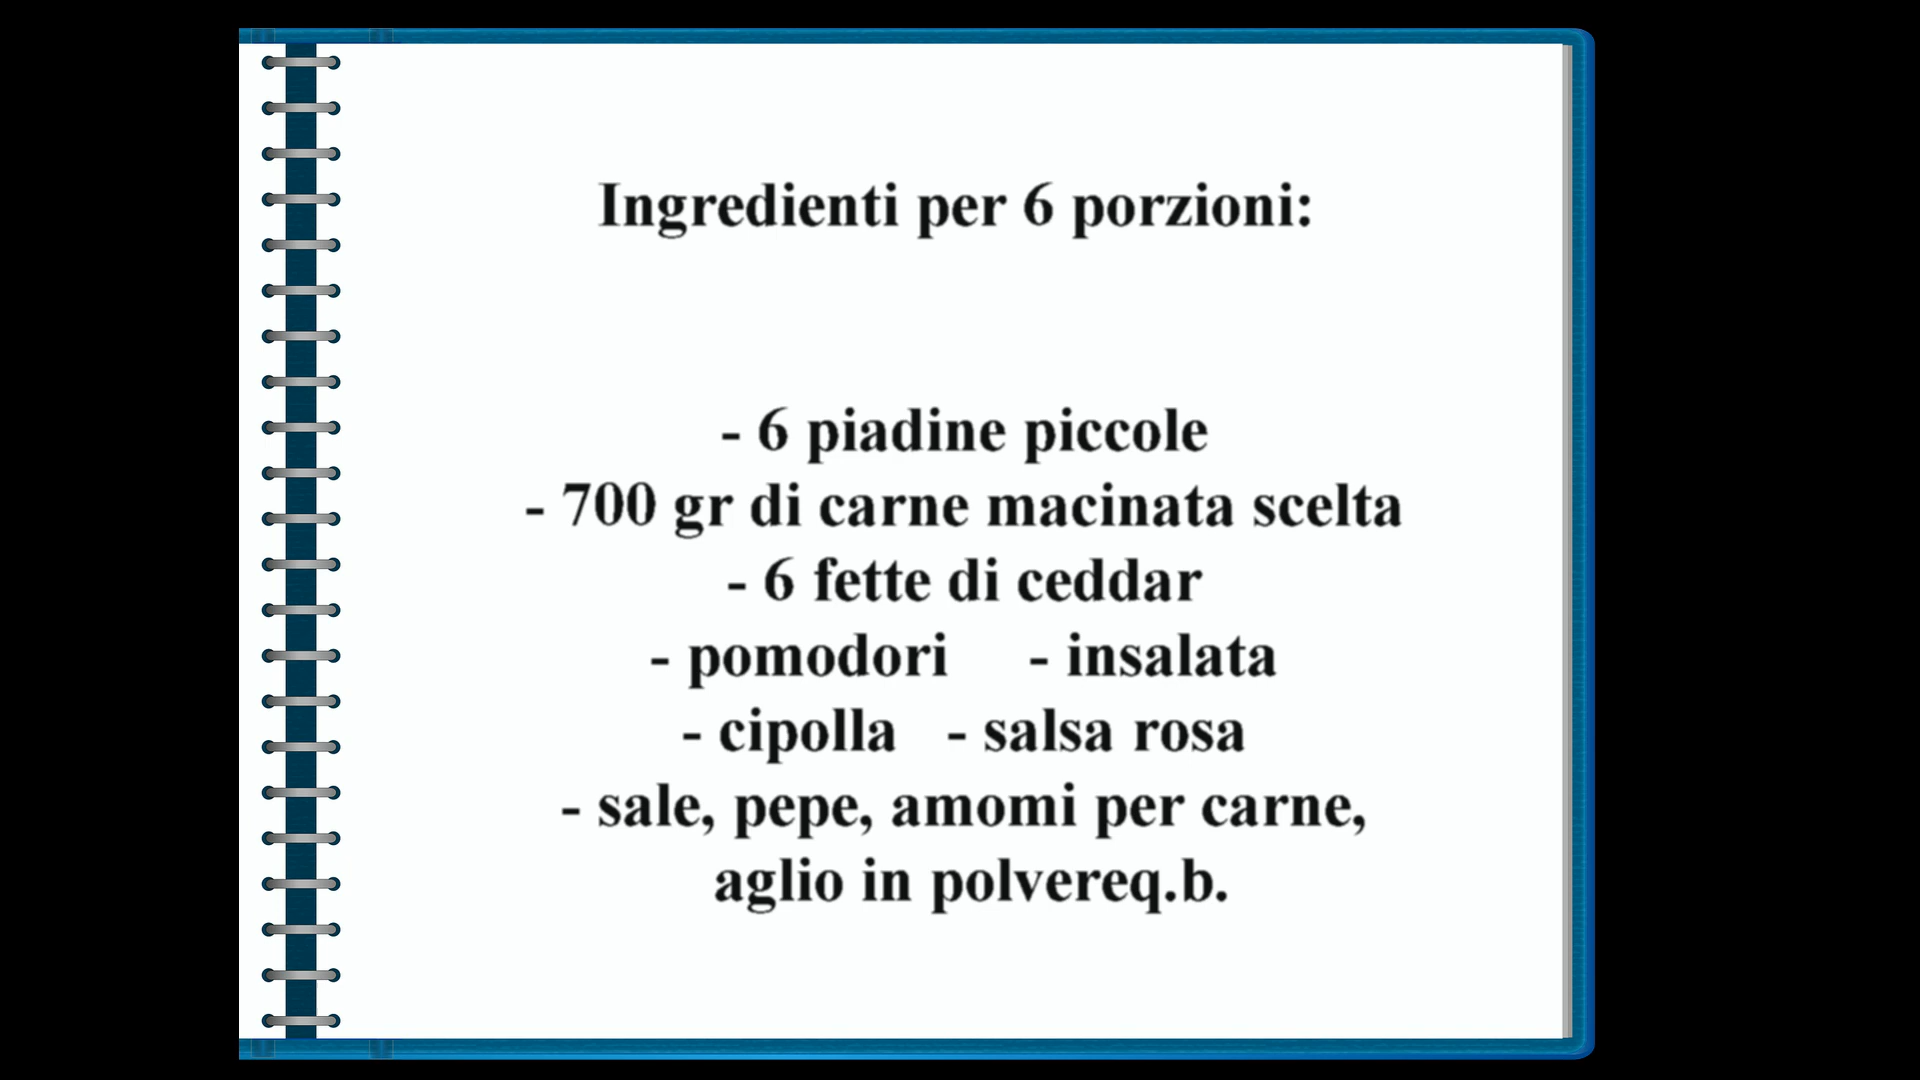 Ingredienti per 6 porzioni:
- 6 piadine piccole
- 700 gr di carne macinata scelta
- 6 fette di ceddar
- pomodori - insalata
- cipolla - salsa rosa
- sale, pepe, amomi per carne,
aglio in polvereq.b.